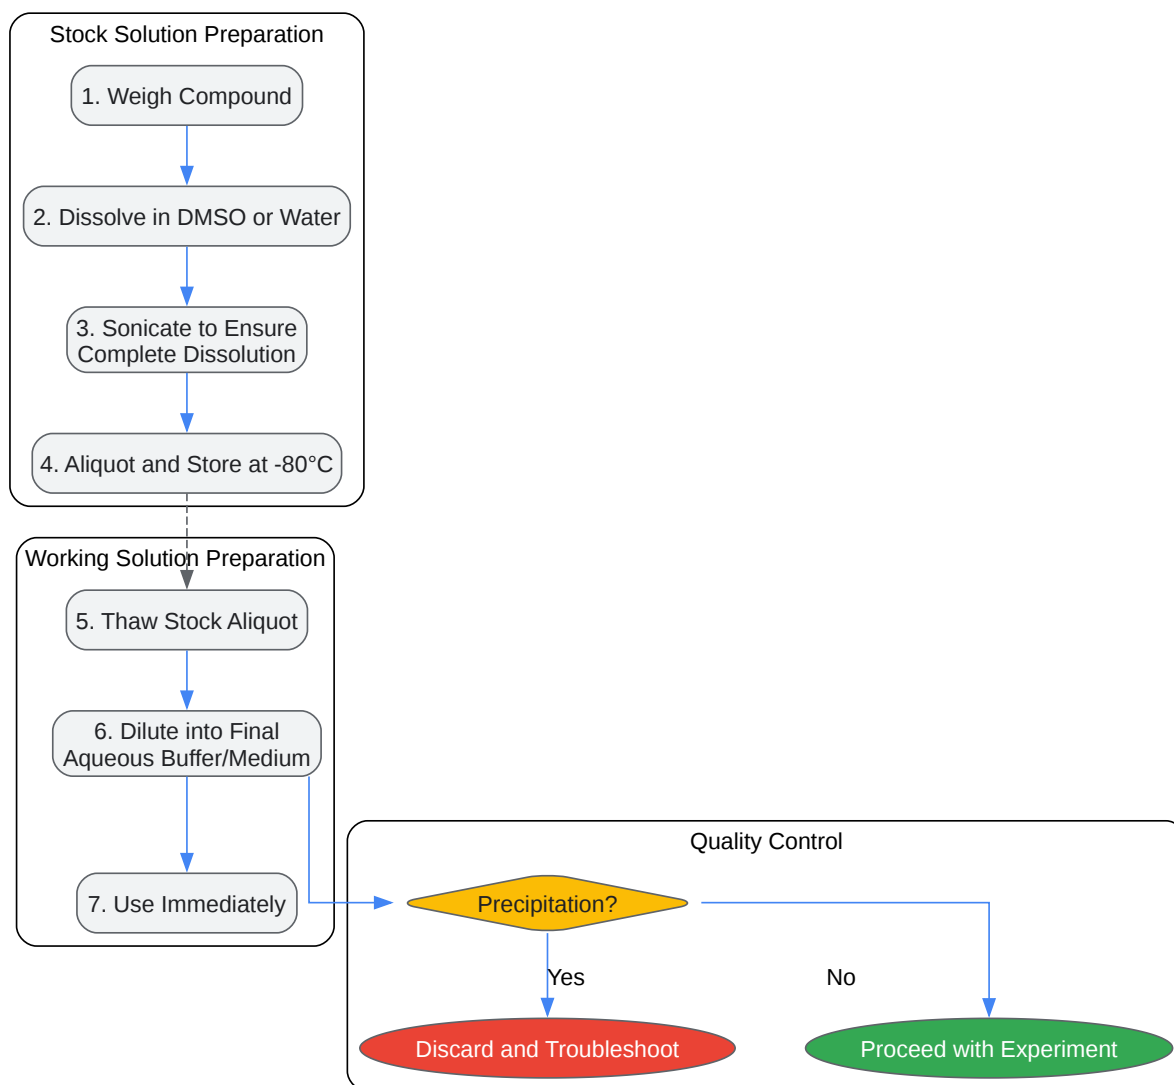 Stock Solution Preparation
1. Weigh Compound
2. Dissolve in DMSO or Water
3. Sonicate to Ensure
Complete Dissolution
4. Aliquot and Store at -80°C
Working Solution Preparation
5. Thaw Stock Aliquot
6. Dilute into Final
Aqueous Buffer/Medium
7. Use Immediately
Quality Control
Precipitation?
Yes
No
Discard and Troubleshoot
Proceed with Experiment